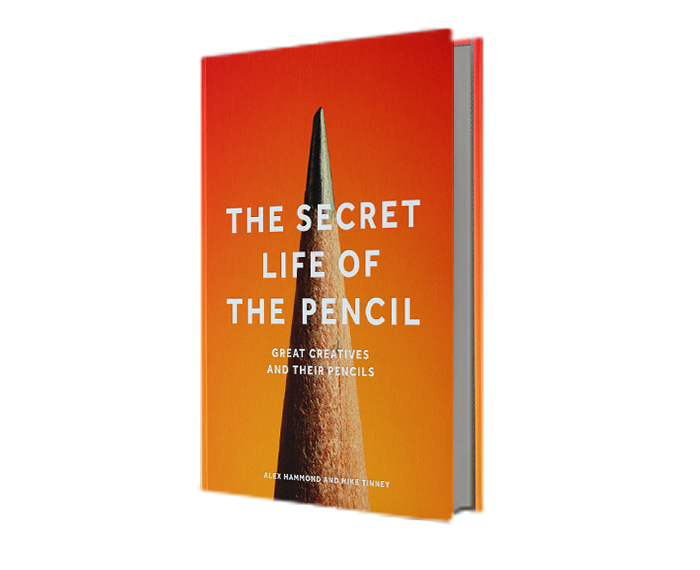 THE SECRET
LIFE OF
THE PENCIL
GREAT CREATIVES
AND THEIR PENCILS
ALEX HAMMOND AND MIKE TINNEY